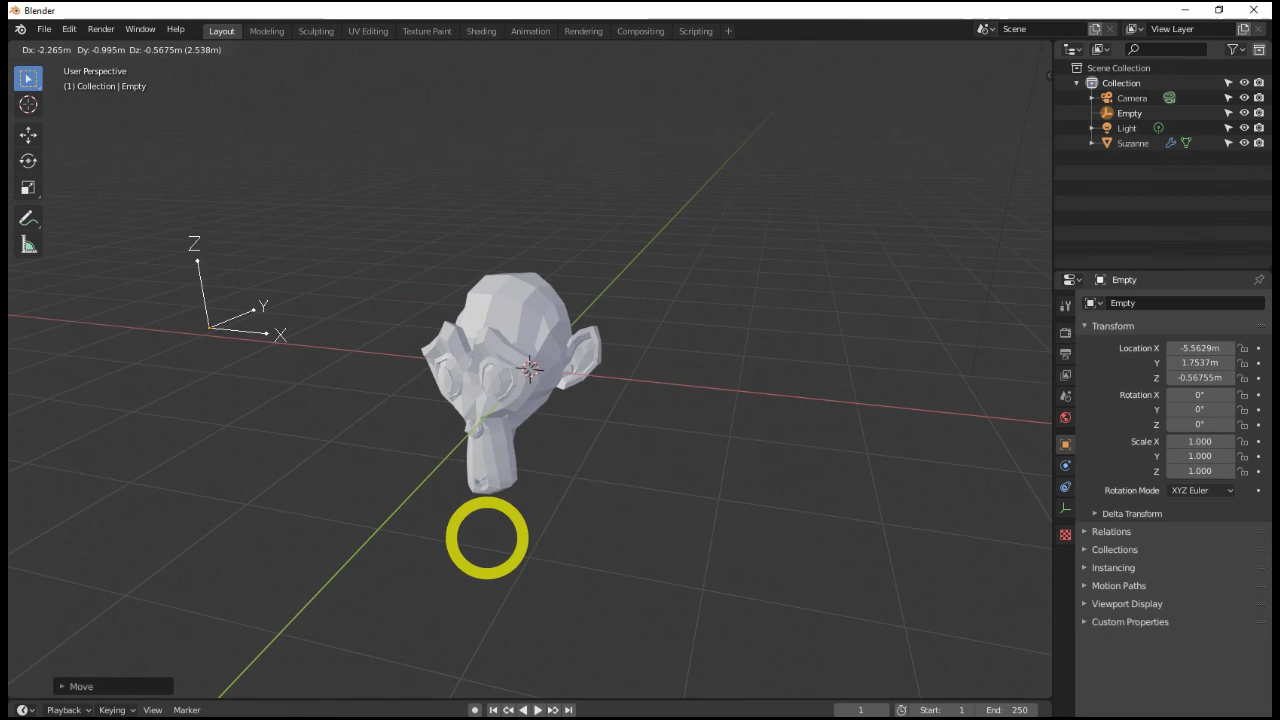 Blender
File Edit Render Window Help Layout Modeling Sculpting UV Editing Texture Paint Shading Animation Rendering Compositing Scripting + Scene View Layer
Dx: -2.265m Dy: -0.995m Dz: -0.5675m (2.538m)
User Perspective
(1) Collection | Empty
Z
Y
X
Move
Playback Keying View Marker 1 Start: 1 End: 250
Scene Collection
Collection
Camera
Empty
Light
Suzanne
Empty
Empty
Transform
Location X -5.5629m
Y 1.7537m
Z -0.56755m
Rotation X 0°
Y 0°
Z 0°
Scale X 1.000
Y 1.000
Z 1.000
Rotation Mode XYZ Euler
Delta Transform
Relations
Collections
Instancing
Motion Paths
Viewport Display
Custom Properties